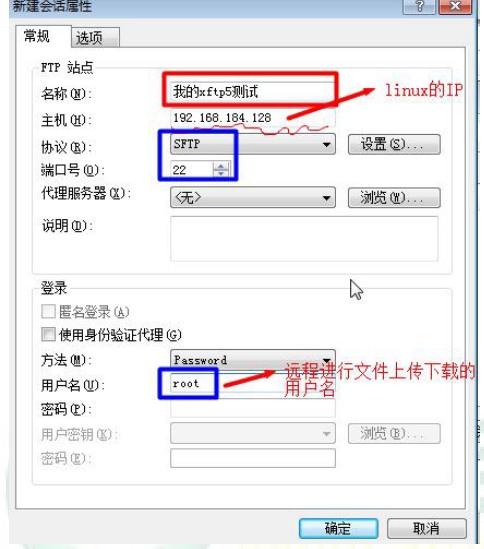 新建会话属性
常规 选项
FTP 站点
名称(N): 我的xftp5测试
linux的IP
主机(H): 192.168.184.128
协议(R): SFTP 设置(S)...
端口号(O): 22
代理服务器(X): <无> 浏览(W)...
说明(D):
登录
匿名登录(A)
使用身份验证代理(G)
方法(M): Password
远程进行文件上传下载的
用户名
用户名(U): root
密码(P):
用户密钥(K): 浏览(B)...
密码(E):
确定 取消